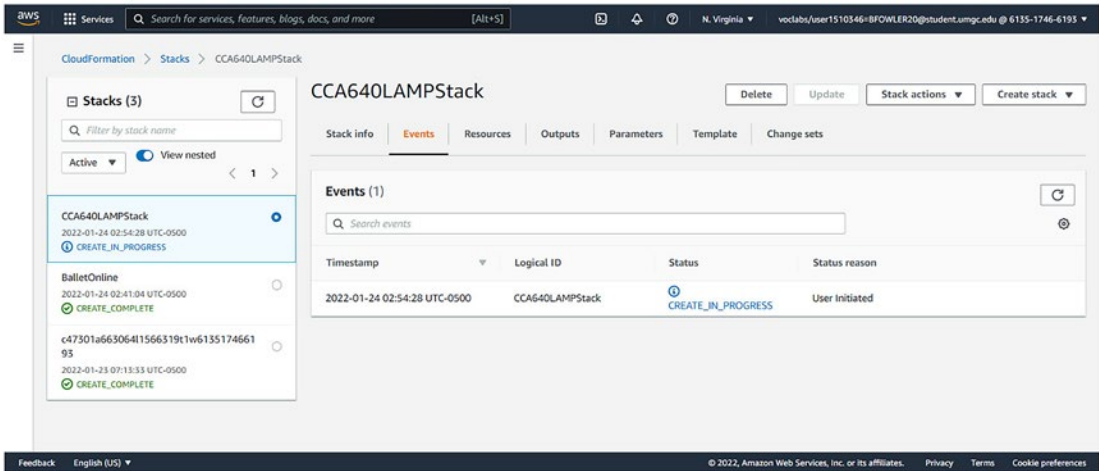 aws Services Search for services, features, blogs, docs, and more [Alt+S] N. Virginia ▼ voclabs/user1510346=BFOWLER20@student.umgc.edu @ 6135-1746-6193 ▼
CloudFormation > Stacks > CCA640LAMPStack
Stacks (3)
Filter by stack name
Active ▼ View nested
< 1 >
CCA640LAMPStack
2022-01-24 02:54:28 UTC-0500
CREATE_IN_PROGRESS
BalletOnline
2022-01-24 02:41:04 UTC-0500
CREATE_COMPLETE
c47301a663064l1566319t1w6135174661
93
2022-01-23 07:13:33 UTC-0500
CREATE_COMPLETE
CCA640LAMPStack
Delete Update Stack actions ▼ Create stack ▼
Stack info Events Resources Outputs Parameters Template Change sets
Events (1)
Search events
Timestamp Logical ID Status Status reason
2022-01-24 02:54:28 UTC-0500 CCA640LAMPStack CREATE_IN_PROGRESS User Initiated
Feedback English (US) ▼ © 2022, Amazon Web Services, Inc. or its affiliates. Privacy Terms Cookie preferences